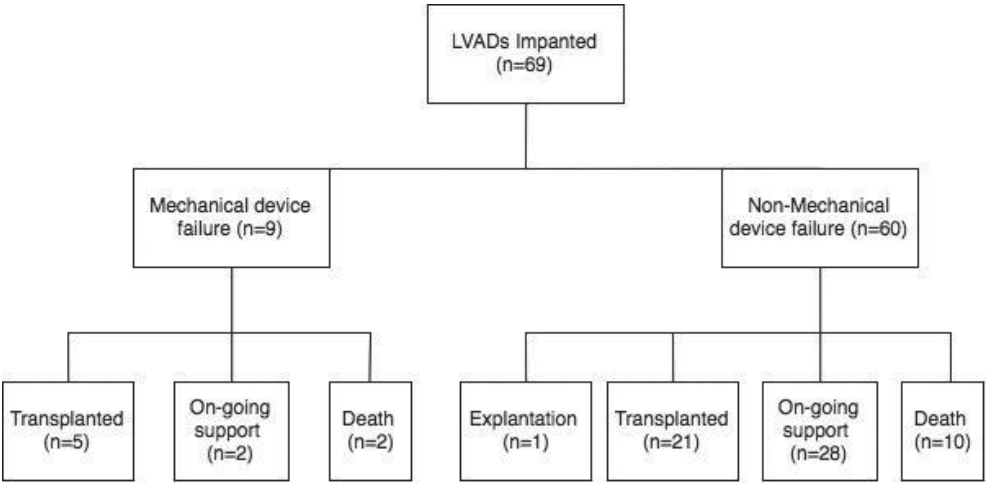 LVADs Impanted
(n=69)
Mechanical device
failure (n=9)
Non-Mechanical
device failure (n=60)
Transplanted
(n=5)
On-going
support
(n=2)
Death
(n=2)
Explantation
(n=1)
Transplanted
(n=21)
On-going
support
(n=28)
Death
(n=10)